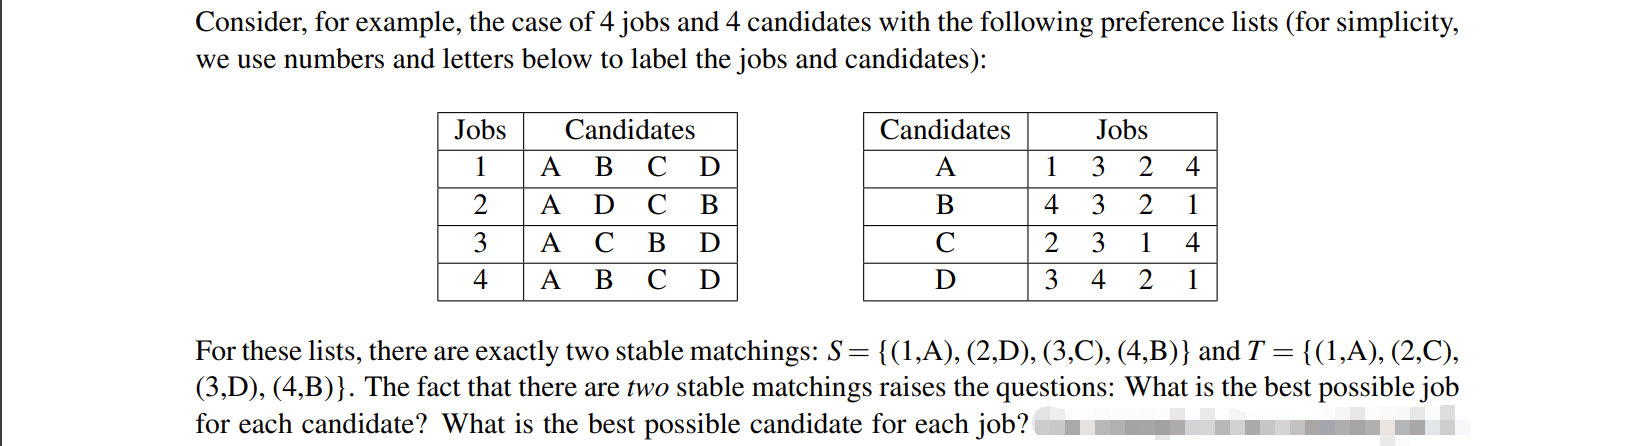 Consider, for example, the case of 4 jobs and 4 candidates with the following preference lists (for simplicity,
we use numbers and letters below to label the jobs and candidates):
Jobs Candidates
1 A B C D
2 A D C B
3 A C B D
4 A B C D
Candidates Jobs
A 1 3 2 4
B 4 3 2 1
C 2 3 1 4
D 3 4 2 1
For these lists, there are exactly two stable matchings: S = {(1,A), (2,D), (3,C), (4,B)} and T = {(1,A), (2,C),
(3,D), (4,B)}. The fact that there are two stable matchings raises the questions: What is the best possible job
for each candidate? What is the best possible candidate for each job?